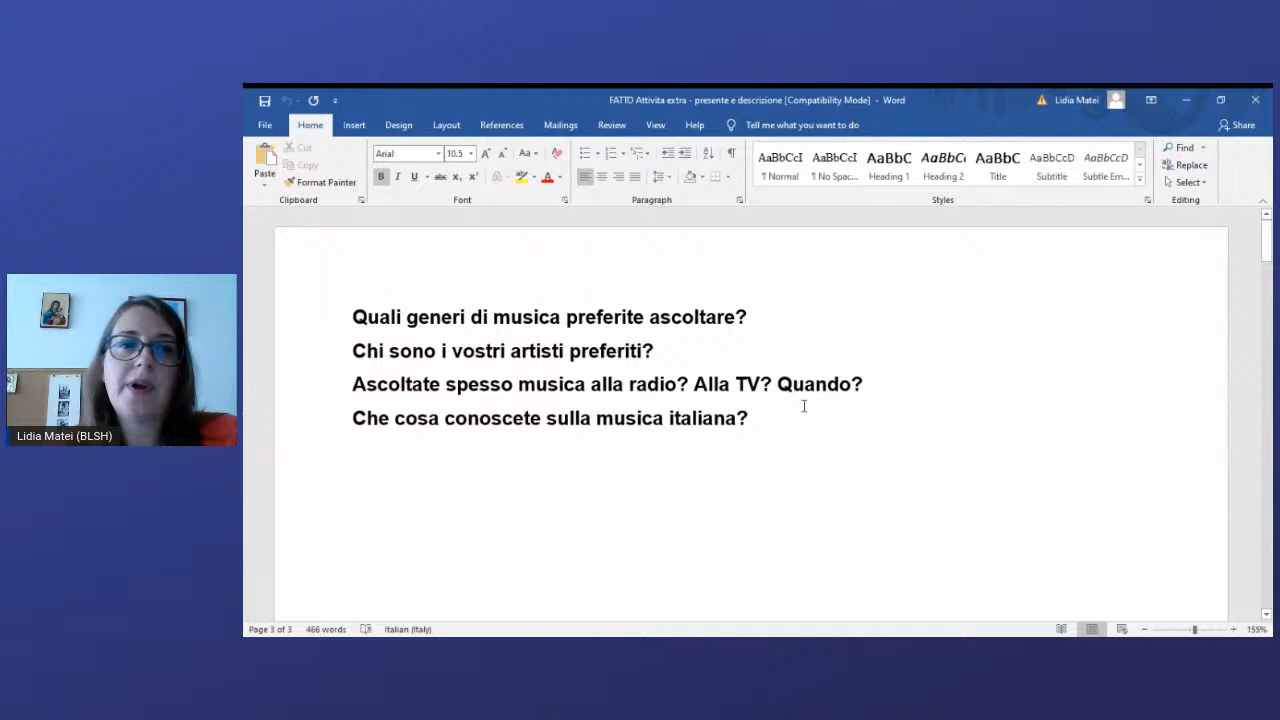 FATTO Attivita extra - presente e descrizione [Compatibility Mode] - Word
Lidia Matei
File Home Insert Design Layout References Mailings Review View Help Tell me what you want to do
Share
Paste
Cut
Copy
Format Painter
Clipboard
Arial 10.5
Font
Paragraph
AaBbCcI AaBbCcI AaBbC AaBbCc AaBbC AaBbCcD AaBbCcD
¶ Normal ¶ No Spac... Heading 1 Heading 2 Title Subtitle Subtle Em...
Styles
Find
Replace
Select
Editing
Quali generi di musica preferite ascoltare?
Chi sono i vostri artisti preferiti?
Ascoltate spesso musica alla radio? Alla TV? Quando?
Che cosa conoscete sulla musica italiana?
Lidia Matei (BLSH)
Page 3 of 3 466 words Italian (Italy)
155%